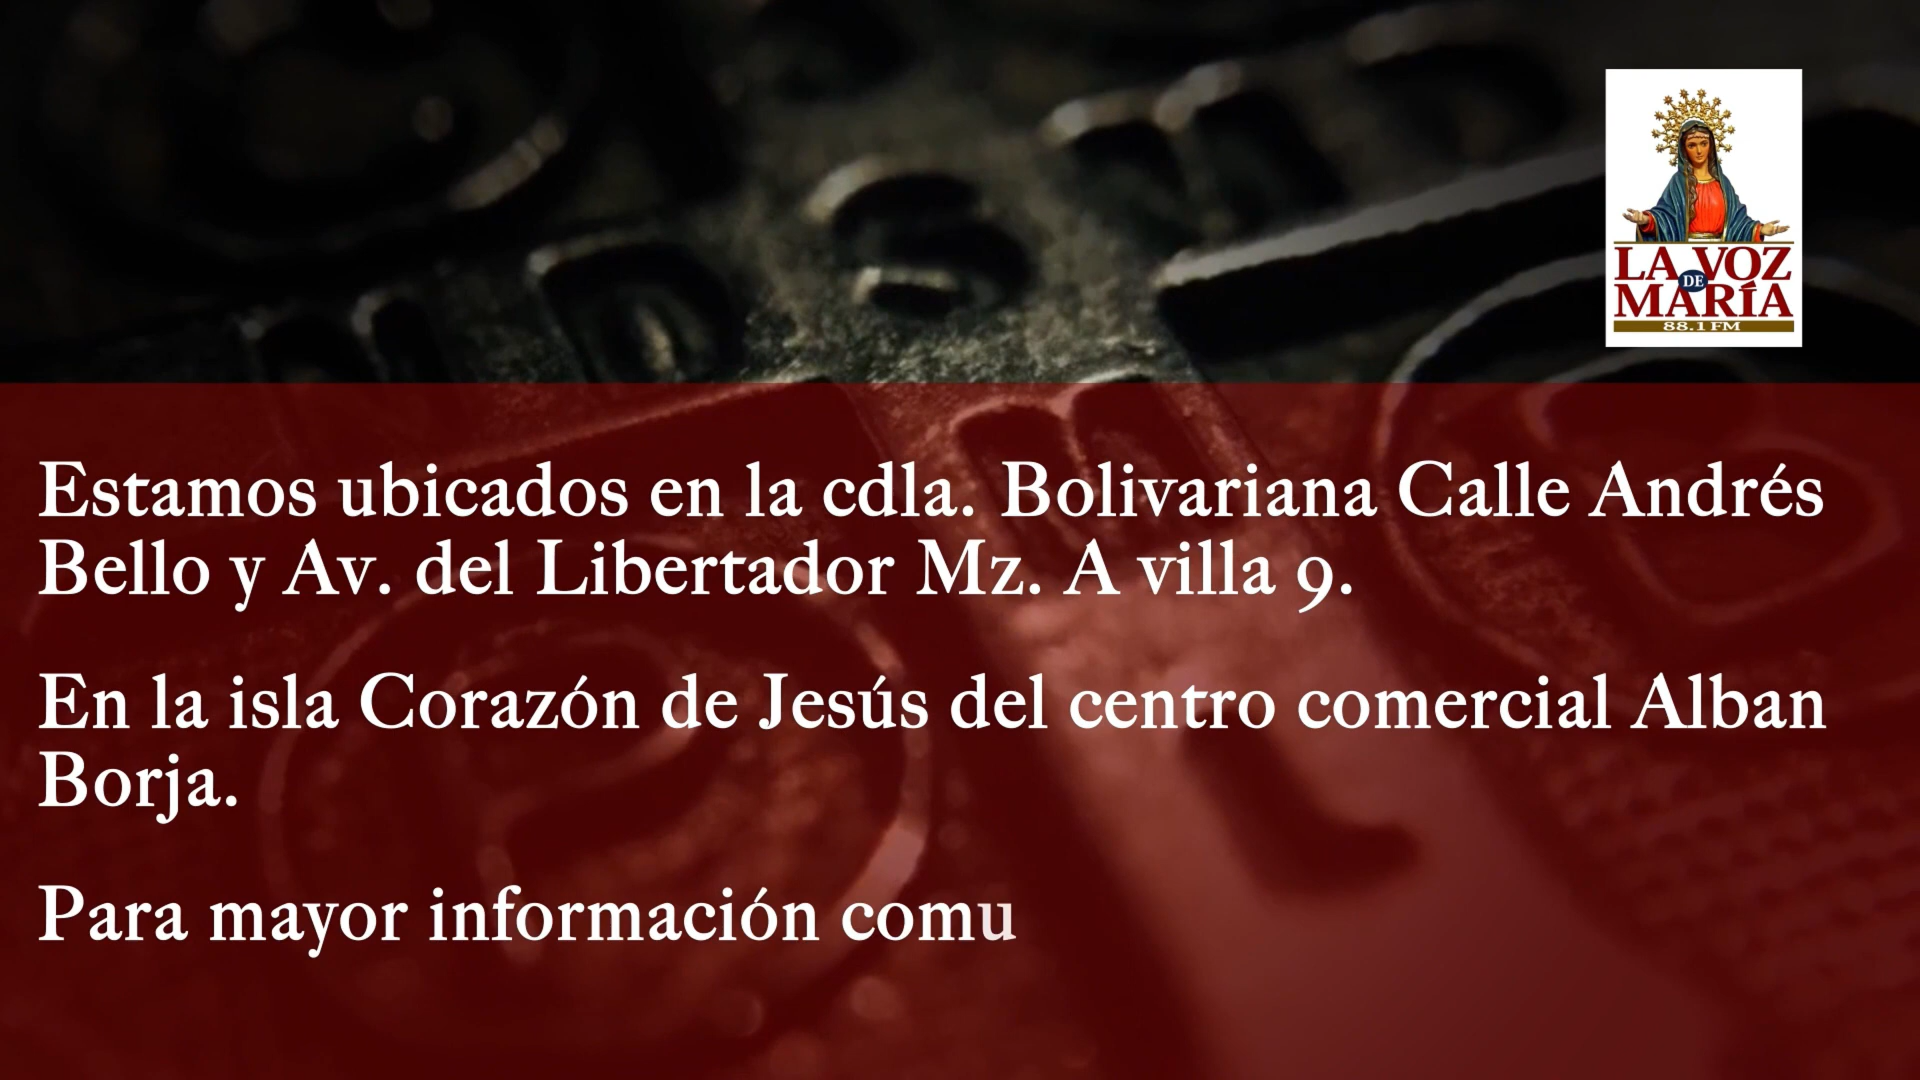 LA VOZ
DE
MARÍA
88.1 FM
Estamos ubicados en la cdla. Bolivariana Calle Andrés
Bello y Av. del Libertador Mz. A villa 9.
En la isla Corazón de Jesús del centro comercial Alban
Borja.
Para mayor información comu